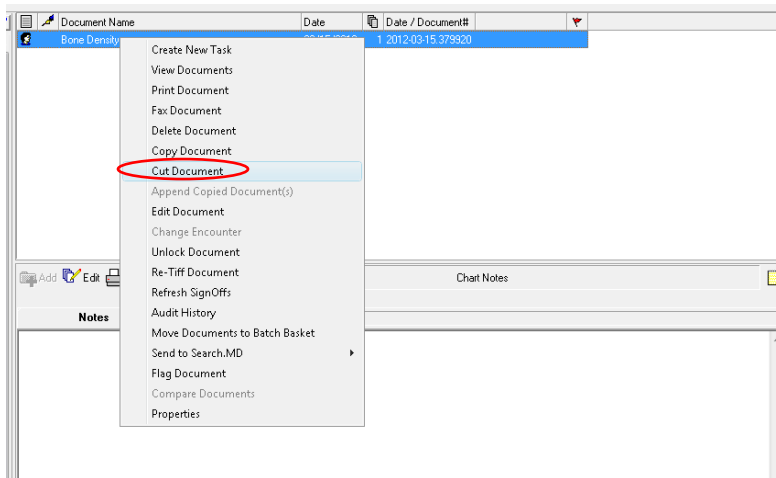 Document Name Date Date / Document#
Bone Density 1 2012-03-15.379920
Create New Task
View Documents
Print Document
Fax Document
Delete Document
Copy Document
Cut Document
Append Copied Document(s)
Edit Document
Change Encounter
Unlock Document
Re-Tiff Document
Refresh SignOffs
Audit History
Move Documents to Batch Basket
Send to Search.MD
Flag Document
Compare Documents
Properties
Add Edit Chart Notes
Notes